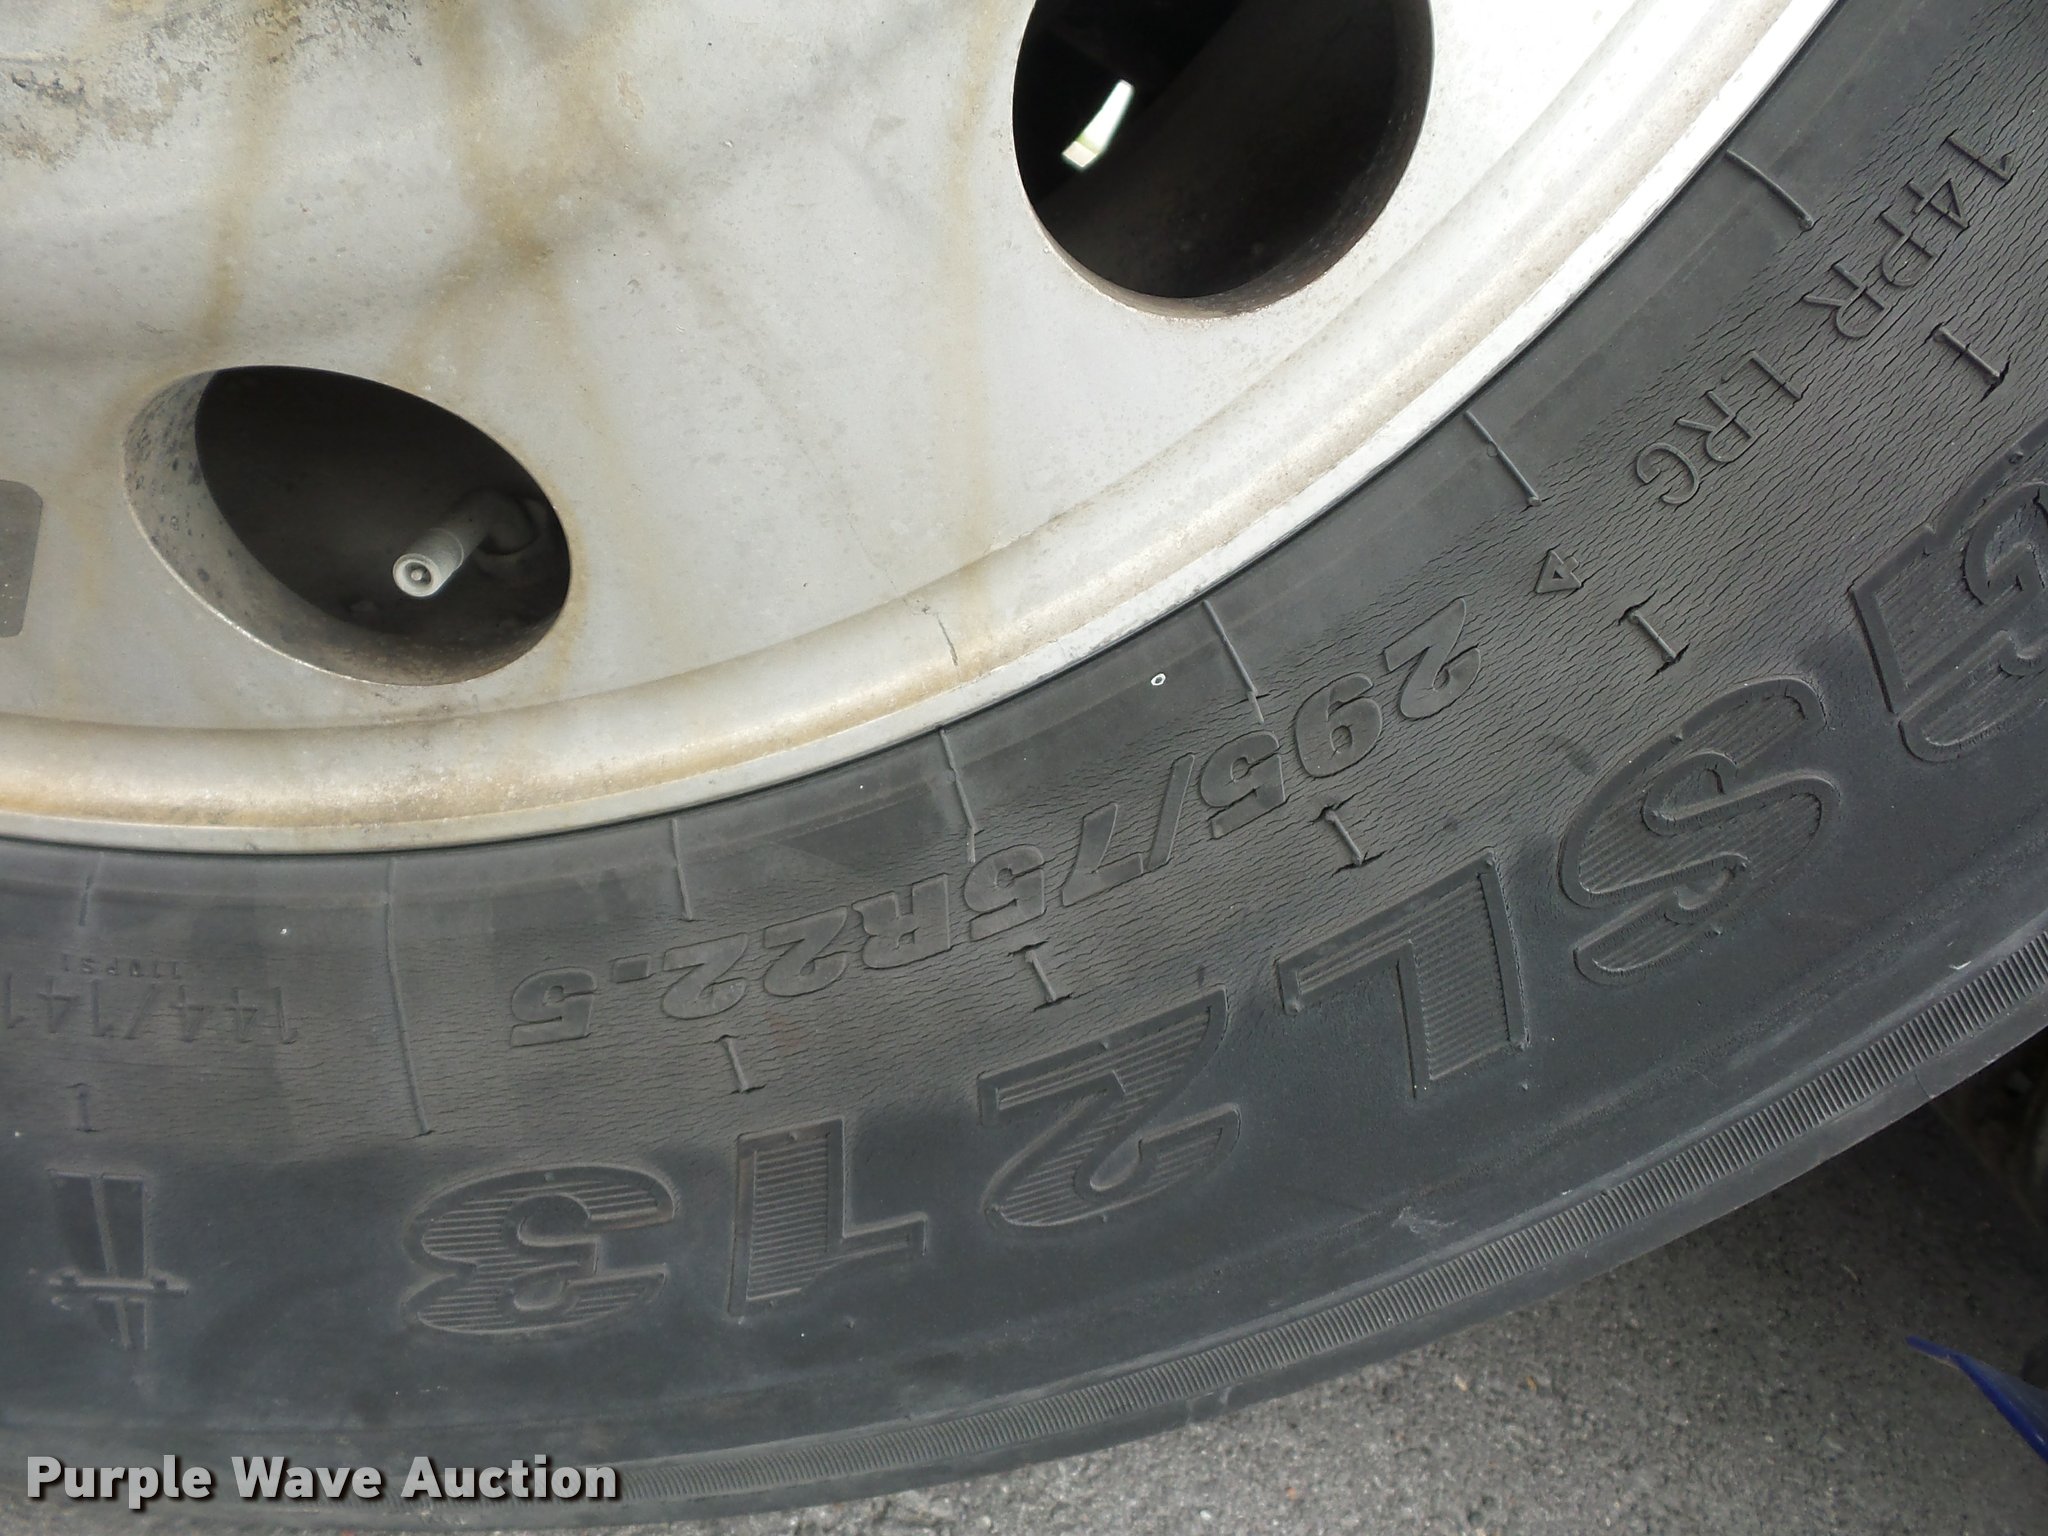 14PR LRG
295/75R22.5
144/141
SL213
Purple Wave Auction